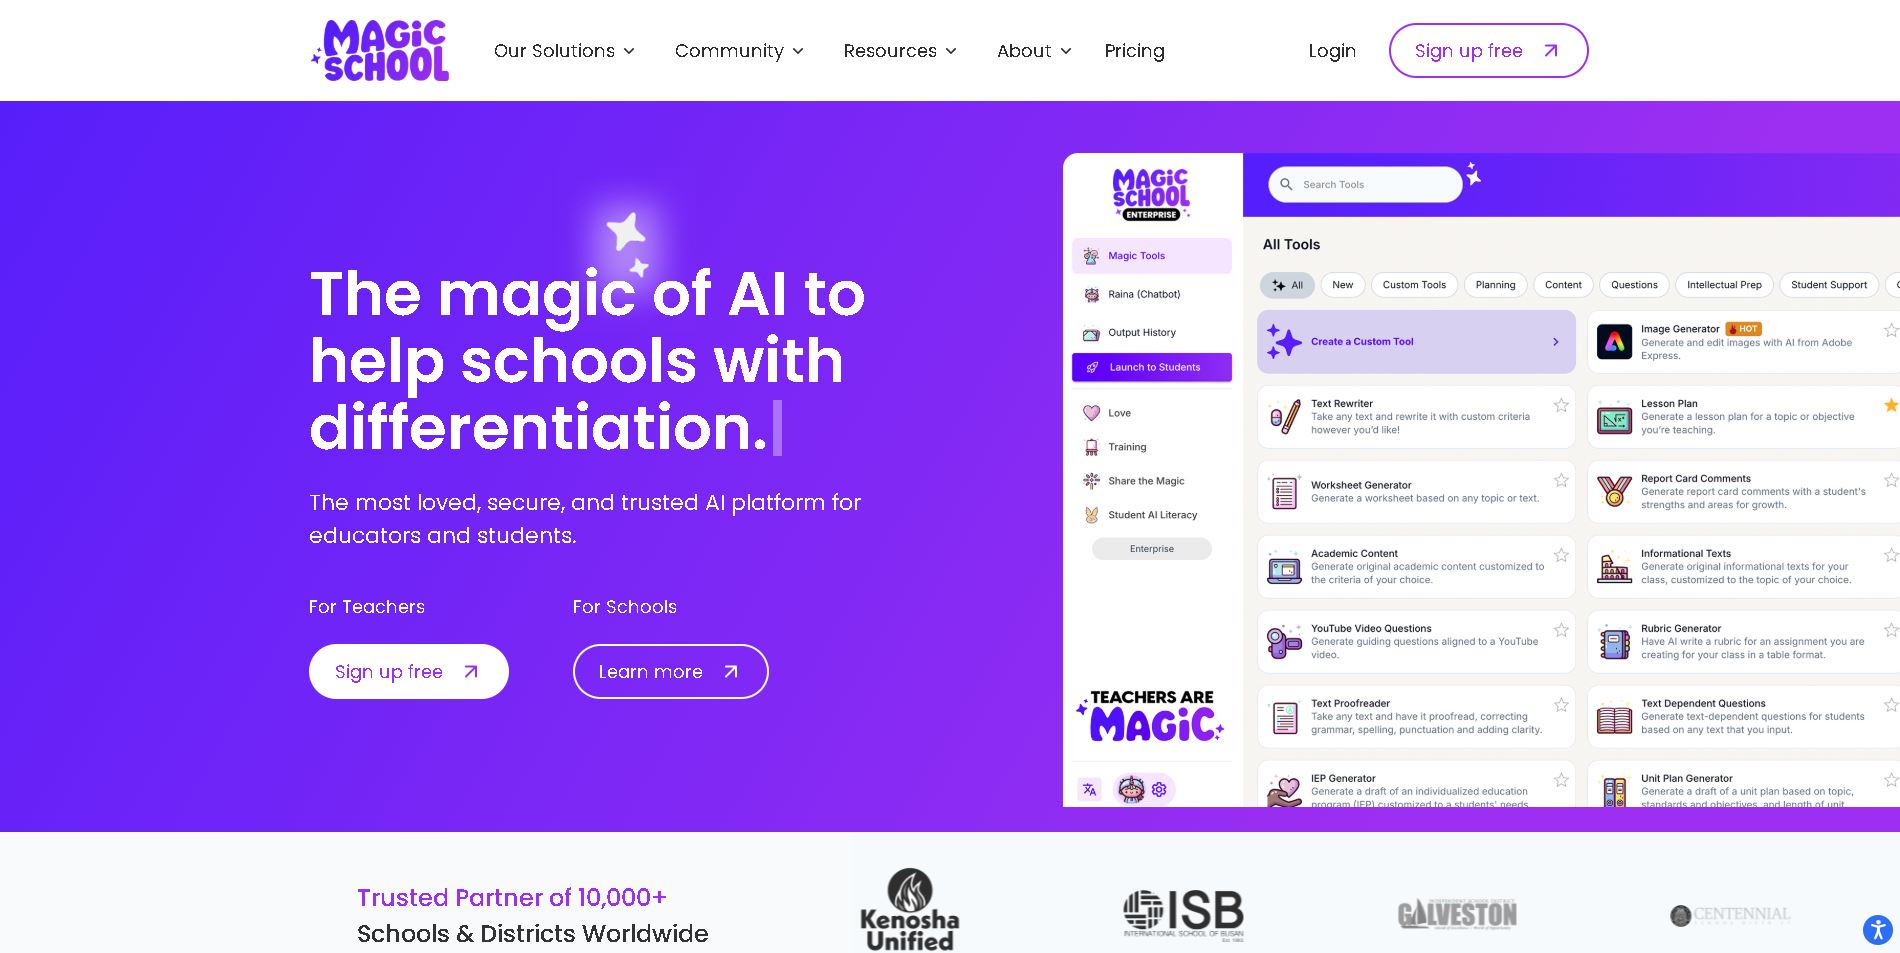 MAGIC SCHOOL
Our Solutions
Community
Resources
About
Pricing
Login
Sign up free
The magic of AI to
help schools with
differentiation.
The most loved, secure, and trusted AI platform for
educators and students.
For Teachers
Sign up free
For Schools
Learn more
MAGIC SCHOOL
ENTERPRISE
Magic Tools
Raina (Chatbot)
Output History
Launch to Students
Love
Training
Share the Magic
Student AI Literacy
Enterprise
TEACHERS ARE
MAGIC
Search Tools
All Tools
All
New
Custom Tools
Planning
Content
Questions
Intellectual Prep
Student Support
Create a Custom Tool
Image Generator HOT
Generate and edit images with AI from Adobe
Express.
Text Rewriter
Take any text and rewrite it with custom criteria
however you'd like!
Lesson Plan
Generate a lesson plan for a topic or objective
you're teaching.
Worksheet Generator
Generate a worksheet based on any topic or text.
Report Card Comments
Generate report card comments with a student's
strengths and areas for growth.
Academic Content
Generate original academic content customized to
the criteria of your choice.
Informational Texts
Generate original informational texts for your
class, customized to the topic of your choice.
YouTube Video Questions
Generate guiding questions aligned to a YouTube
video.
Rubric Generator
Have AI write a rubric for an assignment you are
creating for your class in a table format.
Text Proofreader
Take any text and have it proofread, correcting
grammar, spelling, punctuation and adding clarity.
Text Dependent Questions
Generate text-dependent questions for students
based on any text that you input.
IEP Generator
Generate a draft of an individualized education
program (IEP) customized to a students' needs
Unit Plan Generator
Generate a draft of a unit plan based on topic,
standards and objectives, and length of unit
Trusted Partner of 10,000+
Schools & Districts Worldwide
Kenosha
Unified
ISB
INTERNATIONAL SCHOOL OF BUSAN
GALVESTON
CENTENNIAL